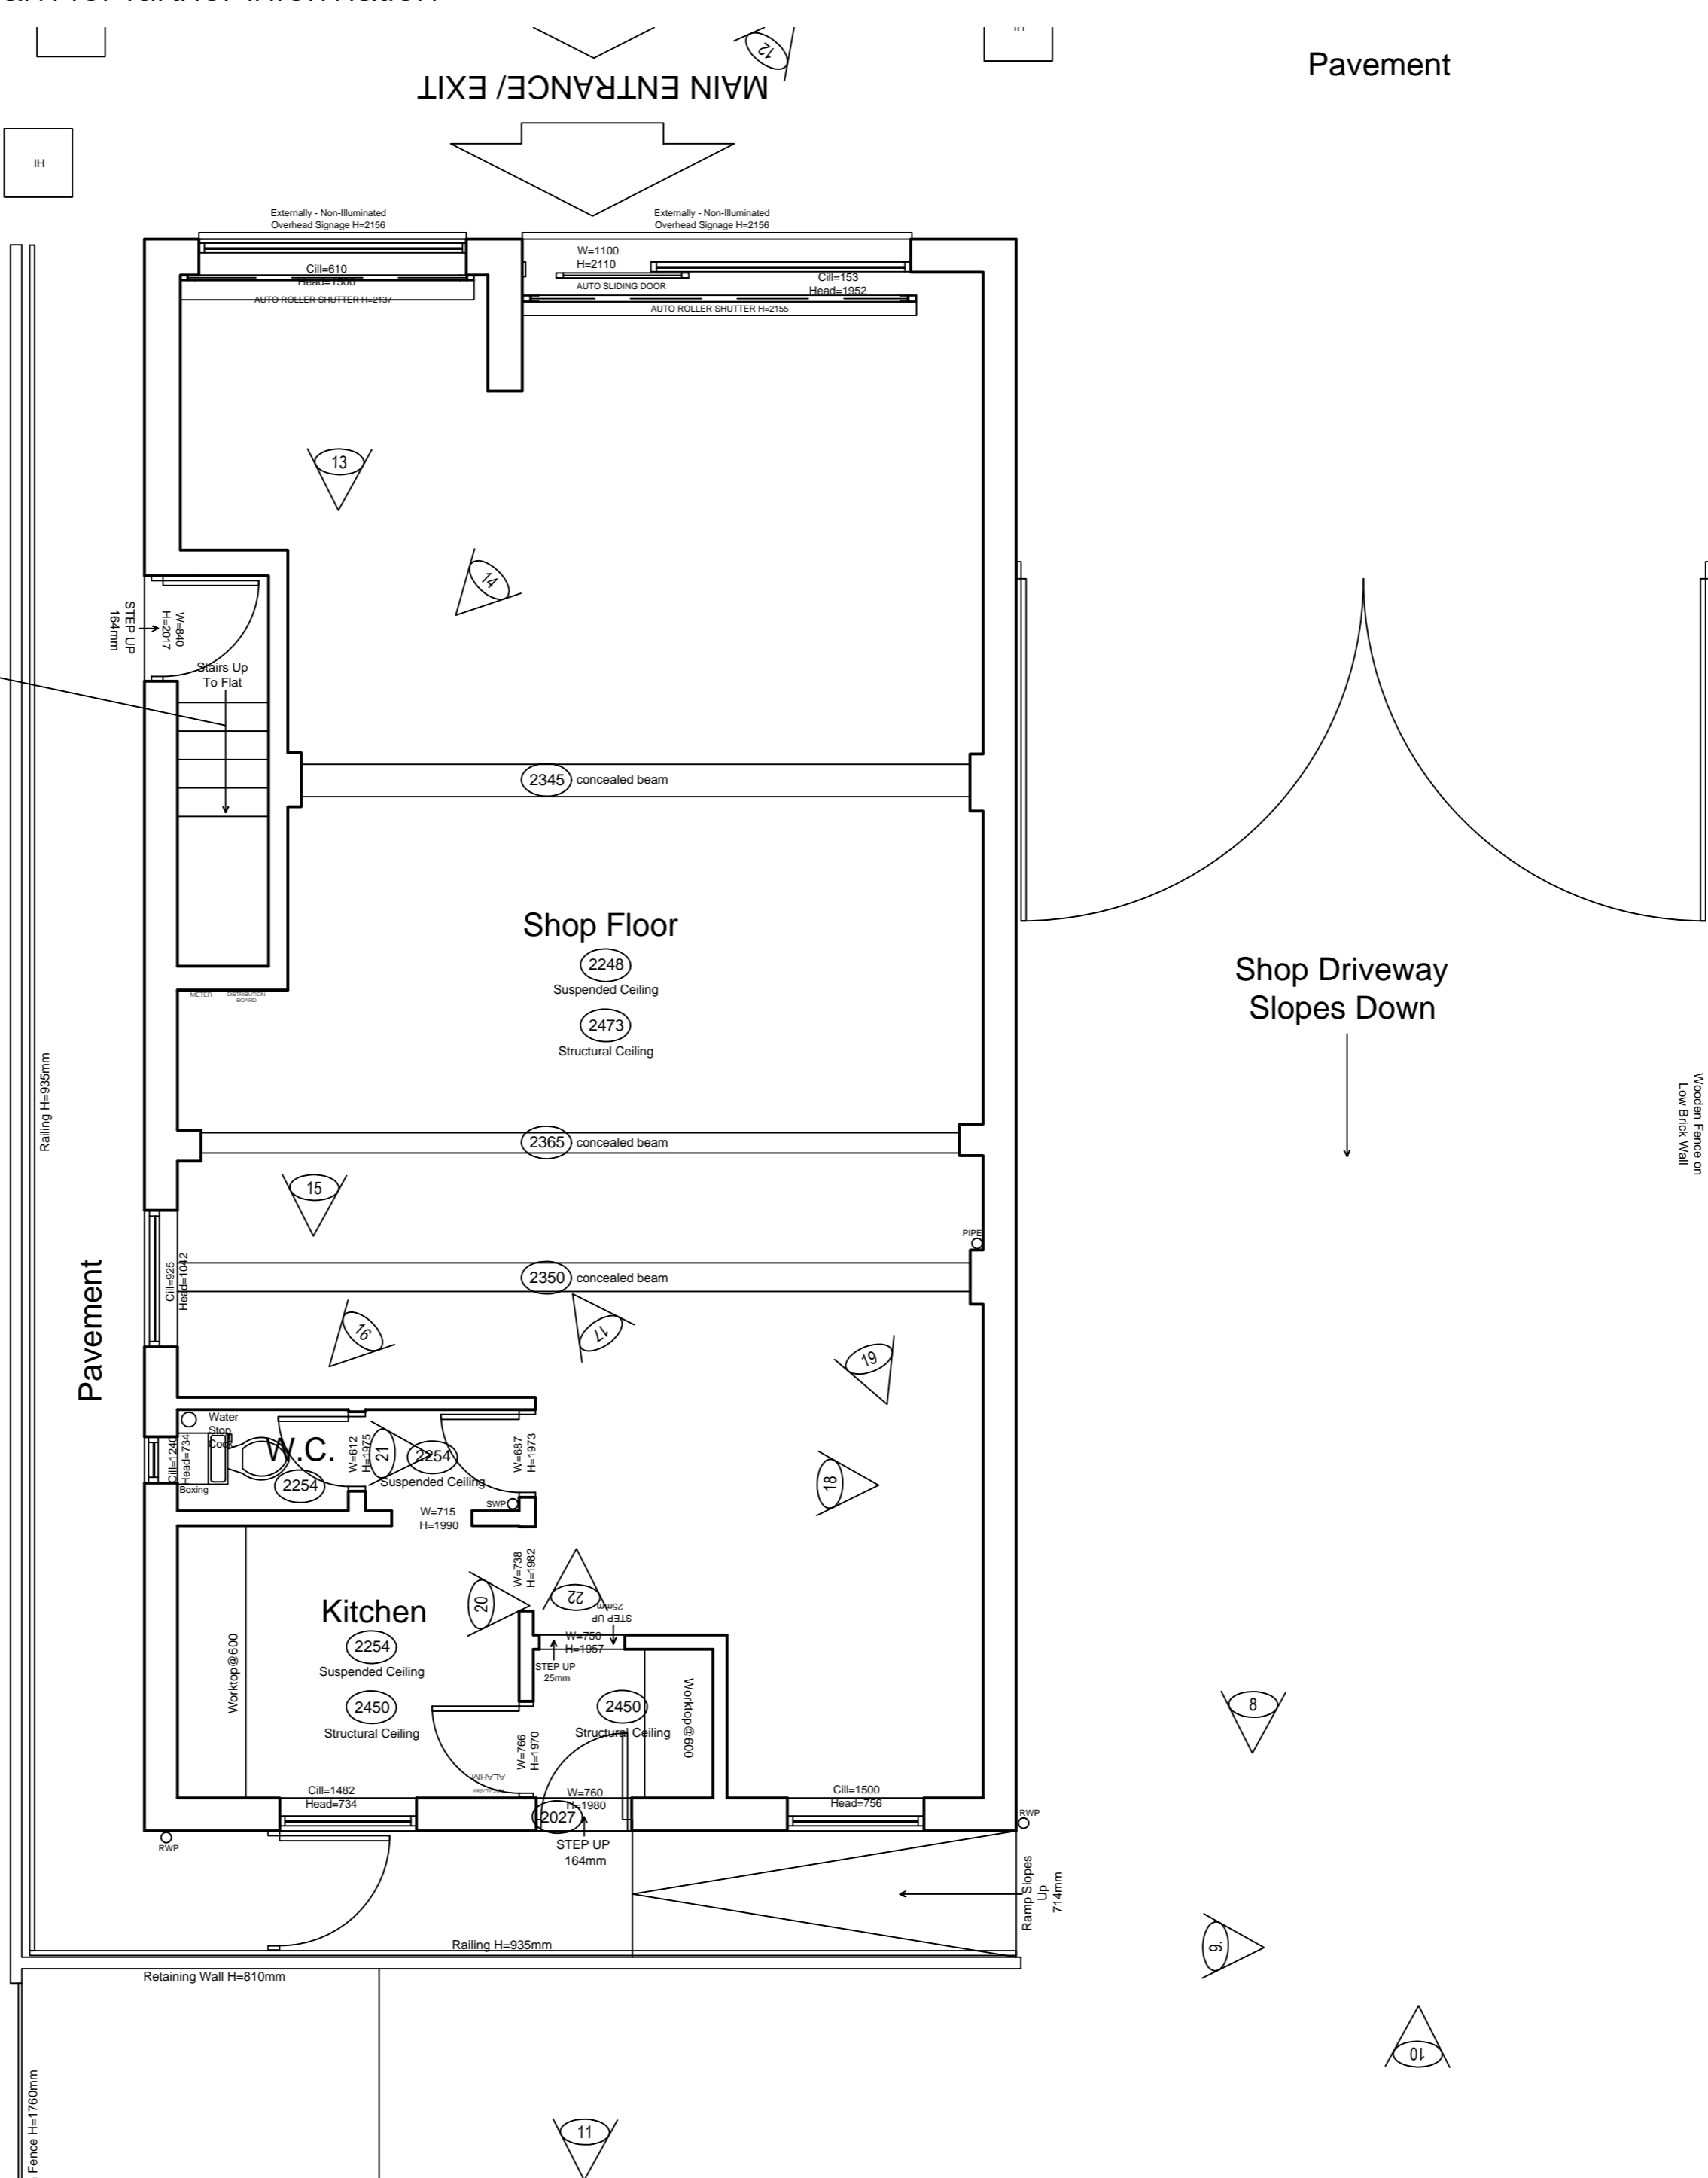 Pavement
12
MAIN ENTRANCE/ EXIT
IH
Externally - Non-Illuminated
Overhead Signage H=2156
Externally - Non-Illuminated
Overhead Signage H=2156
W=1100
H=2110
Cill=610
Head=1500
AUTO ROLLER SHUTTER H=2137
AUTO SLIDING DOOR
Cill=153
Head=1952
AUTO ROLLER SHUTTER H=2155
13
14
STEP UP
164mm
W=840
H=2017
Stairs Up
To Flat
2345 concealed beam
Shop Floor
2248
Suspended Ceiling
2473
Structural Ceiling
METER
DISTRIBUTION
BOARD
Shop Driveway
Slopes Down
Railing H=935mm
Wooden Fence on
Low Brick Wall
2365 concealed beam
15
PIPE
Pavement
Cill=925
Head=1042
2350 concealed beam
16
17
19
Water
Stop
Cock
W.C.
2254
Cill=1240
Head=734
Boxing
W=612
H=1975
21
2254
Suspended Ceiling
W=687
H=1973
SWP
W=715
H=1990
18
W=738
H=1982
Kitchen
2254
Suspended Ceiling
2450
Structural Ceiling
Worktop@600
20
22
STEP UP
25mm
W=750
H=1957
STEP UP
25mm
2450
Structural Ceiling
Worktop@600
W=766
H=1970
ALARM
8
Cill=1482
Head=734
W=760
H=1980
2027
STEP UP
164mm
Cill=1500
Head=756
RWP
RWP
Ramp Slopes
Up
714mm
9.
Railing H=935mm
Retaining Wall H=810mm
10
11
Fence H=1760mm